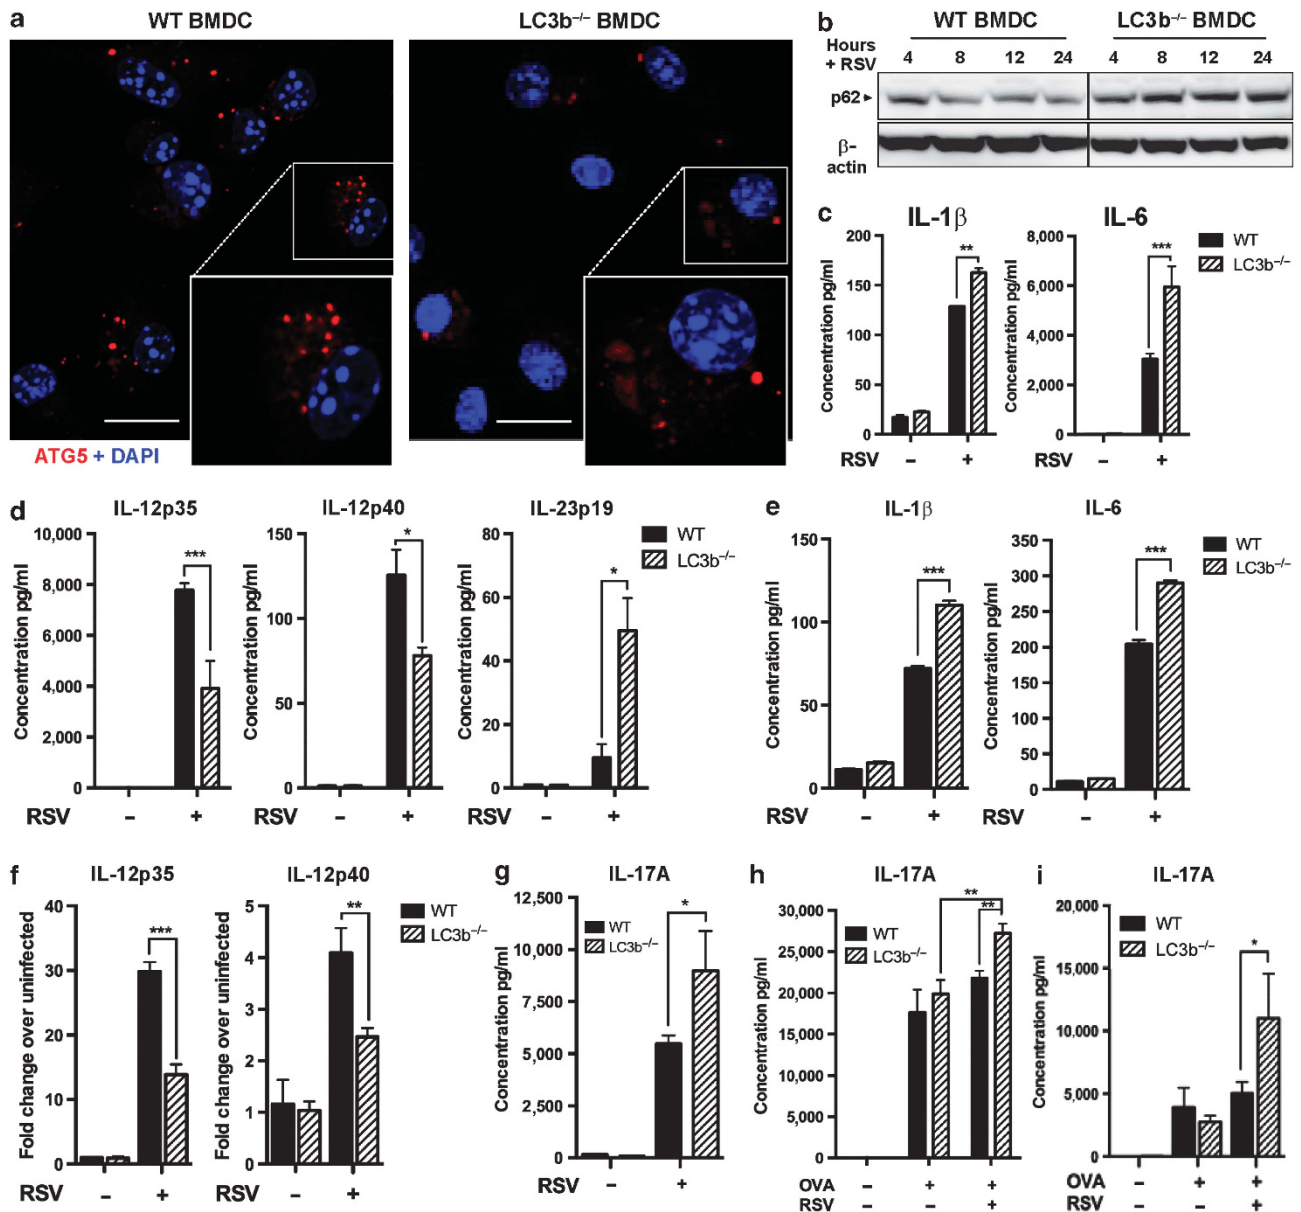 a
WT BMDC
LC3b–/– BMDC
ATG5 + DAPI
b
WT BMDC
LC3b–/– BMDC
Hours + RSV
4 8 12 24 4 8 12 24
p62
β-actin
c
IL-1β
IL-6
WT
LC3b–/–
Concentration pg/ml
200
150
100
50
0
**
RSV – +
Concentration pg/ml
8,000
6,000
4,000
2,000
0
***
RSV – +
d
IL-12p35
Concentration pg/ml
10,000
8,000
6,000
4,000
2,000
0
***
RSV – +
IL-12p40
Concentration pg/ml
150
100
50
0
*
– +
IL-23p19
Concentration pg/ml
80
60
40
20
0
*
– +
WT
LC3b–/–
e
IL-1β
Concentration pg/ml
150
100
50
0
***
RSV – +
IL-6
Concentration pg/ml
350
300
250
200
150
100
50
0
***
– +
WT
LC3b–/–
f
IL-12p35
Fold change over uninfected
40
30
20
10
0
***
RSV – +
IL-12p40
Fold change over uninfected
5
4
3
2
1
0
**
RSV – +
WT
LC3b–/–
g
IL-17A
Concentration pg/ml
12,500
10,000
7,500
5,000
2,500
0
WT
LC3b–/–
*
RSV – +
h
IL-17A
Concentration pg/ml
30,000
25,000
20,000
15,000
10,000
5,000
0
WT
LC3b–/–
**
**
OVA – + +
RSV – +
i
IL-17A
Concentration pg/ml
20,000
15,000
10,000
5,000
0
WT
LC3b–/–
*
OVA – + +
RSV – +